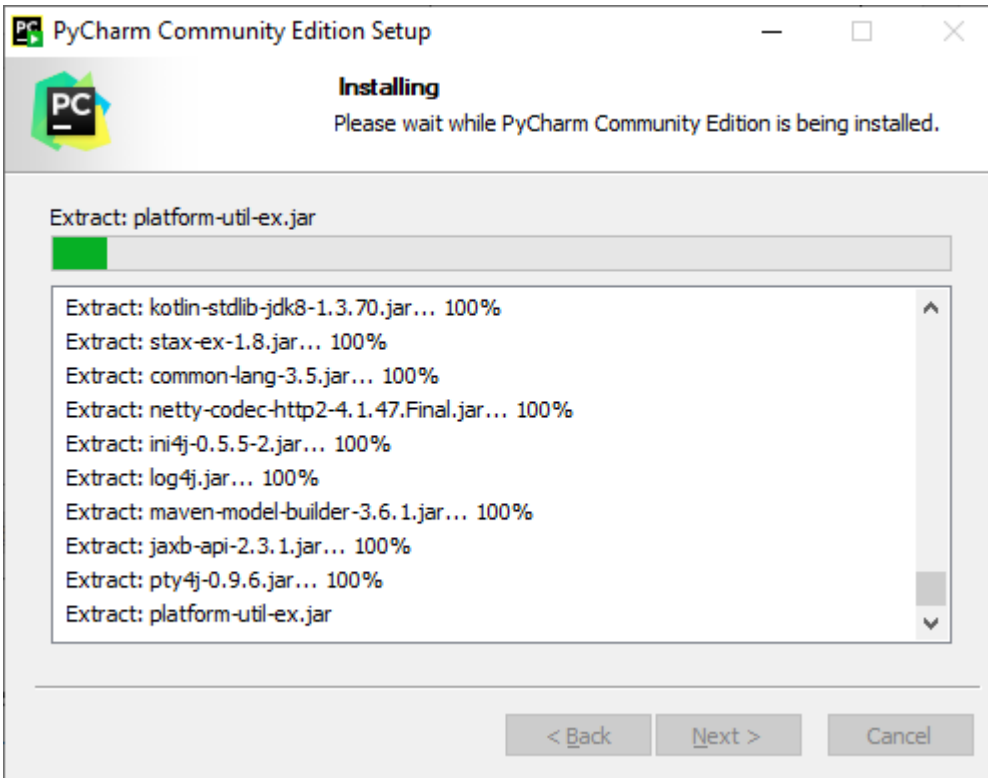 PC PyCharm Community Edition Setup
PC
Installing
Please wait while PyCharm Community Edition is being installed.
Extract: platform-util-ex.jar
Extract: kotlin-stdlib-jdk8-1.3.70.jar... 100%
Extract: stax-ex-1.8.jar... 100%
Extract: common-lang-3.5.jar... 100%
Extract: netty-codec-http2-4.1.47.Final.jar... 100%
Extract: ini4j-0.5.5-2.jar... 100%
Extract: log4j.jar... 100%
Extract: maven-model-builder-3.6.1.jar... 100%
Extract: jaxb-api-2.3.1.jar... 100%
Extract: pty4j-0.9.6.jar... 100%
Extract: platform-util-ex.jar
< Back Next > Cancel